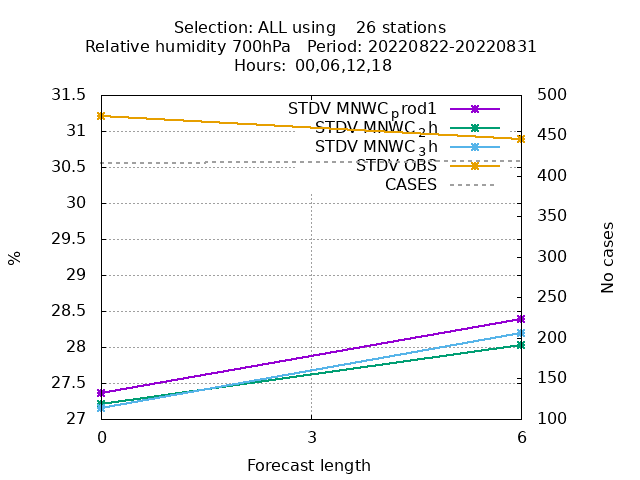 Selection: ALL using    26 stations
Relative humidity 700hPa   Period: 20220822-20220831
Hours:  00,06,12,18
31.5
31
30.5
30
29.5
29
28.5
28
27.5
27
%
STDV MNWC_prod1
STDV MNWC_2h
STDV MNWC_3h
STDV OBS
CASES
500
450
400
350
300
250
200
150
100
No cases
0
3
6
Forecast length